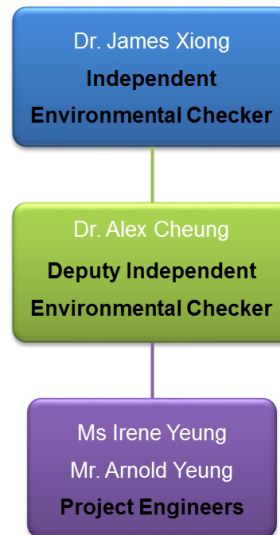 Dr. James Xiong
Independent
Environmental Checker
Dr. Alex Cheung
Deputy Independent
Environmental Checker
Ms Irene Yeung
Mr. Arnold Yeung
Project Engineers